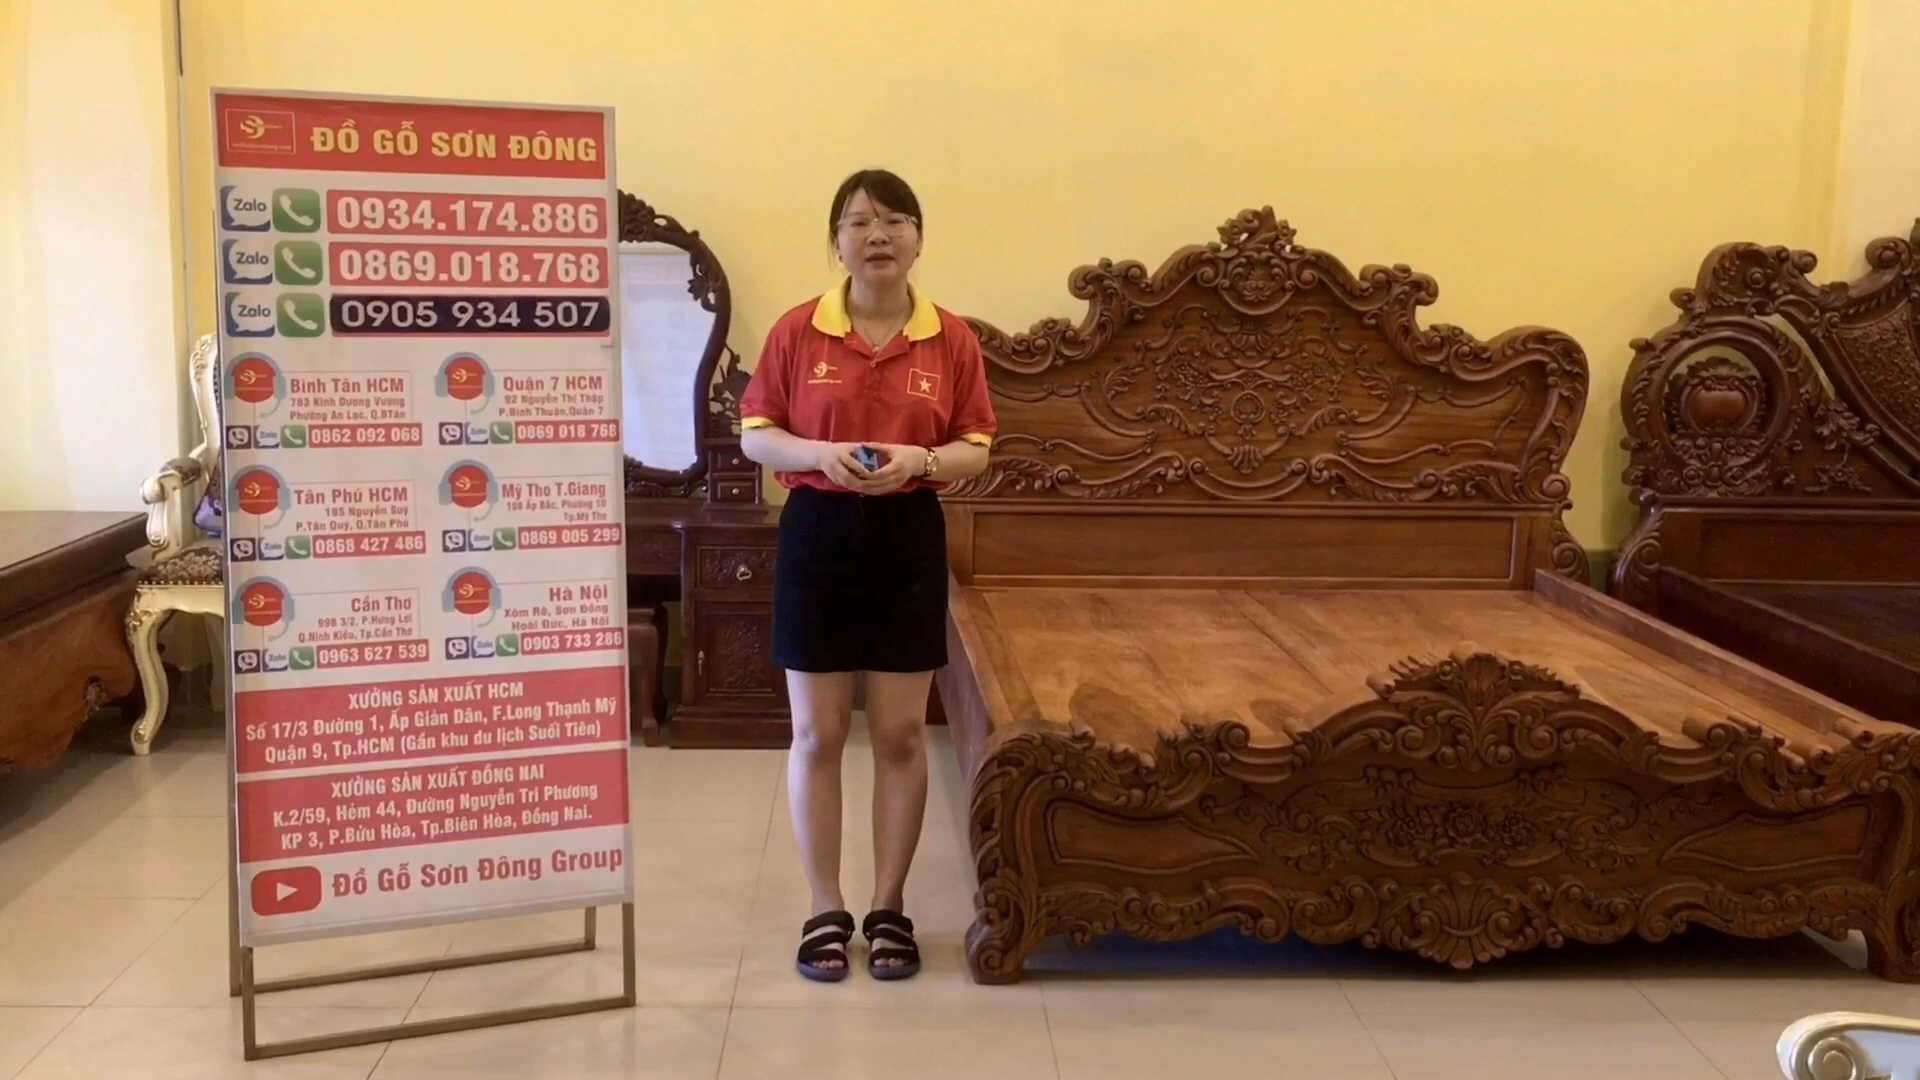 ĐỒ GỖ SƠN ĐÔNG
Zalo 0934.174.886
Zalo 0869.018.768
Zalo 0905 934 507
Bình Tân HCM
783 Kinh Dương Vương
Phường An Lạc, Q.BTân
Zalo 0862 092 068
Quận 7 HCM
92 Nguyễn Thị Thập
P.Bình Thuận,Quận 7
Zalo 0869 018 768
Tân Phú HCM
185 Nguyễn Suý
P.Tân Quý, Q.Tân Phú
Zalo 0868 427 486
Mỹ Tho T.Giang
108 Ấp Bắc, Phường 10
Tp.Mỹ Tho
Zalo 0869 005 299
Cần Thơ
99B 3/2, P.Hưng Lợi
Q.Ninh Kiều, Tp.Cần Thơ
Zalo 0963 627 539
Hà Nội
Xóm Rô, Sơn Đồng
Hoài Đức, Hà Nội
Zalo 0903 733 286
XƯỞNG SẢN XUẤT HCM
Số 17/3 Đường 1, Ấp Giản Dân, F.Long Thạnh Mỹ
Quận 9, Tp.HCM (Gần khu du lịch Suối Tiên)
XƯỞNG SẢN XUẤT ĐỒNG NAI
K.2/59, Hẻm 44, Đường Nguyễn Tri Phương
KP 3, P.Bửu Hòa, Tp.Biên Hòa, Đồng Nai.
Đồ Gỗ Sơn Đông Group